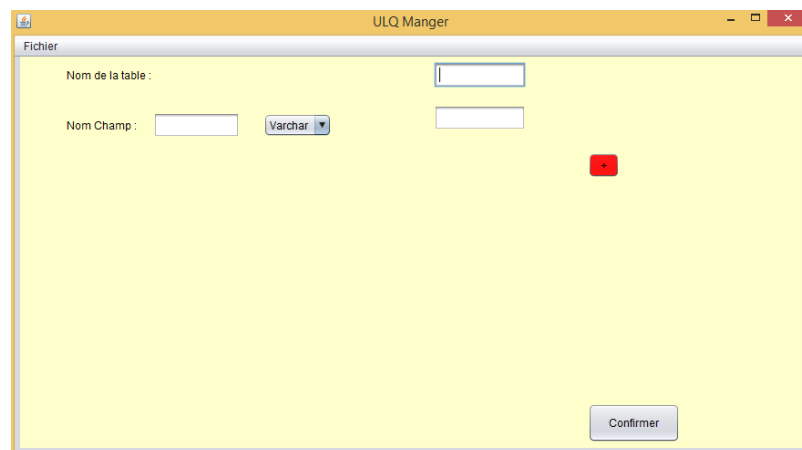 ULQ Manger
Fichier
Nom de la table :
Nom Champ : Varchar
+
Confirmer